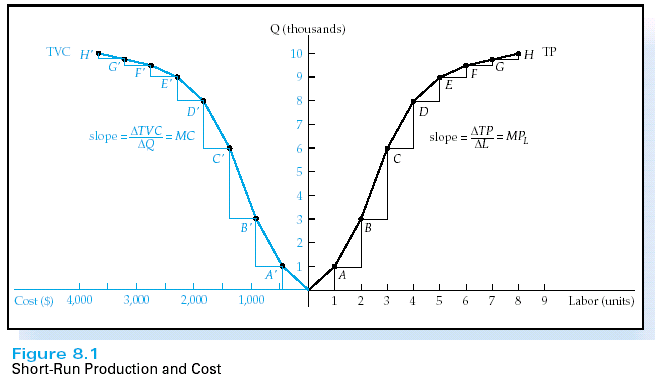 Q (thousands)
TVC H' 10 H TP
G' F' 9 F G
E' E
8
D' D
7
slope = ΔTVC/ΔQ = MC slope = ΔTP/ΔL = MPL
6
C' C
5
4
3
B' B
2
1
A' A
Cost ($) 4,000 3,000 2,000 1,000 1 2 3 4 5 6 7 8 9 Labor (units)
Figure 8.1
Short-Run Production and Cost